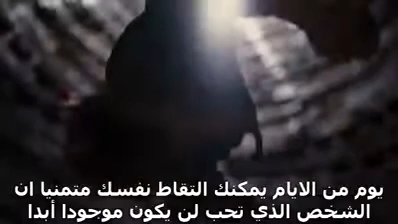 يوم من الايام يمكنك التقاط نفسك متمنيا ان
الشخص الذي تحب لن يكون موجودا أبدا